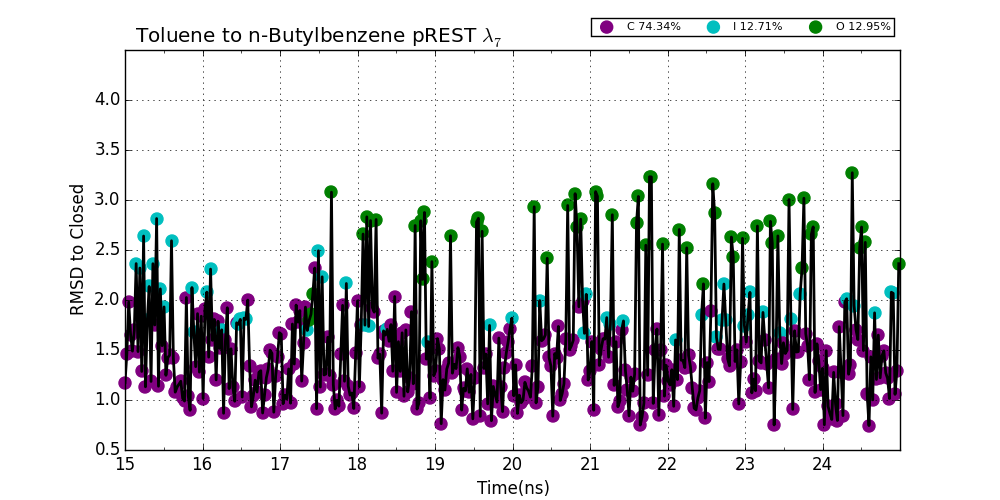 Toluene to n-Butylbenzene pREST λ7
C 74.34% I 12.71% O 12.95%
RMSD to Closed
4.0
3.5
3.0
2.5
2.0
1.5
1.0
0.5
15 16 17 18 19 20 21 22 23 24
Time(ns)